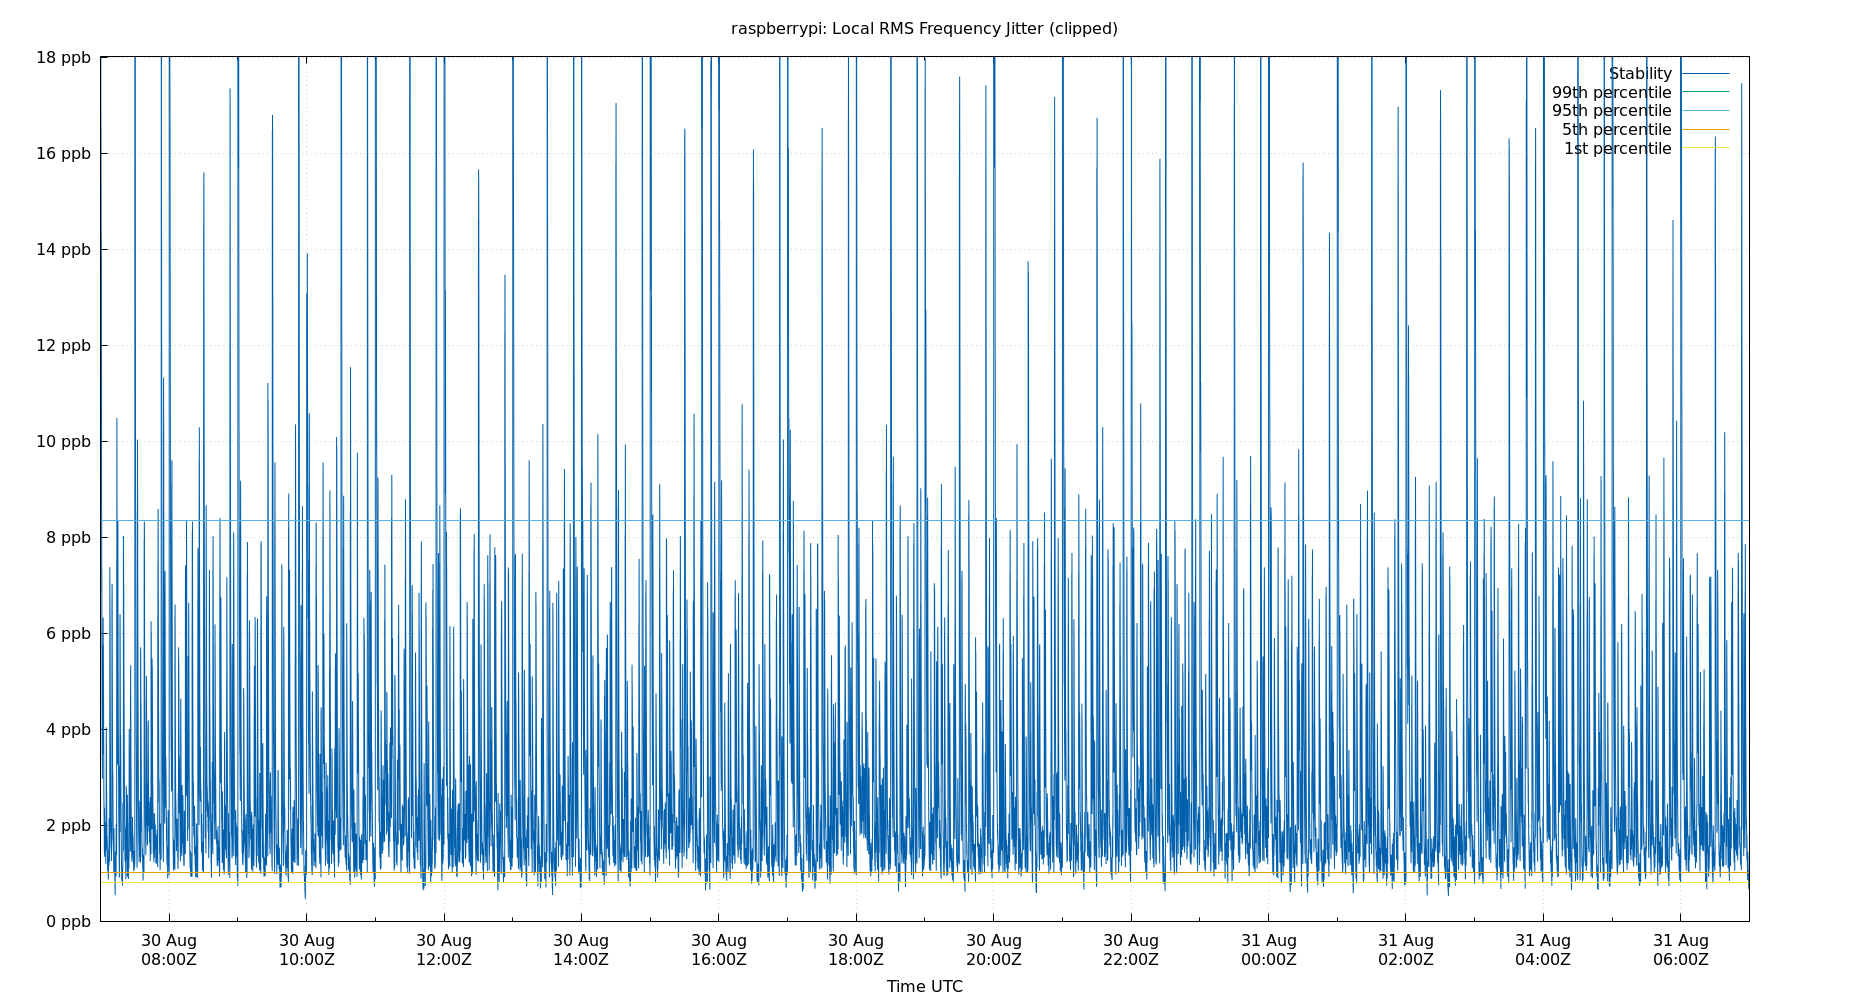 raspberrypi: Local RMS Frequency Jitter (clipped)
18 ppb
16 ppb
14 ppb
12 ppb
10 ppb
8 ppb
6 ppb
4 ppb
2 ppb
0 ppb
Stability
99th percentile
95th percentile
5th percentile
1st percentile
30 Aug 30 Aug 30 Aug 30 Aug 30 Aug 30 Aug 30 Aug 30 Aug 31 Aug 31 Aug 31 Aug 31 Aug
08:00Z 10:00Z 12:00Z 14:00Z 16:00Z 18:00Z 20:00Z 22:00Z 00:00Z 02:00Z 04:00Z 06:00Z
Time UTC